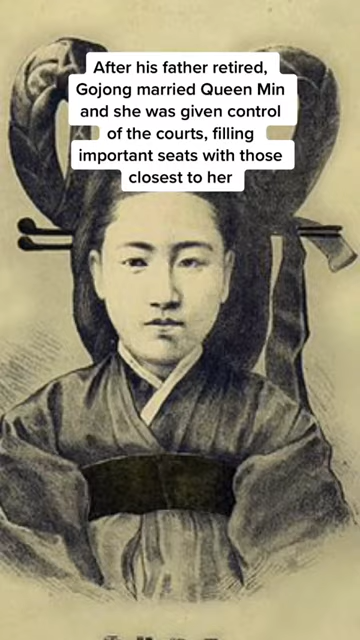 After his father retired,
Gojong married Queen Min
and she was given control
of the courts, filling
important seats with those
closest to her